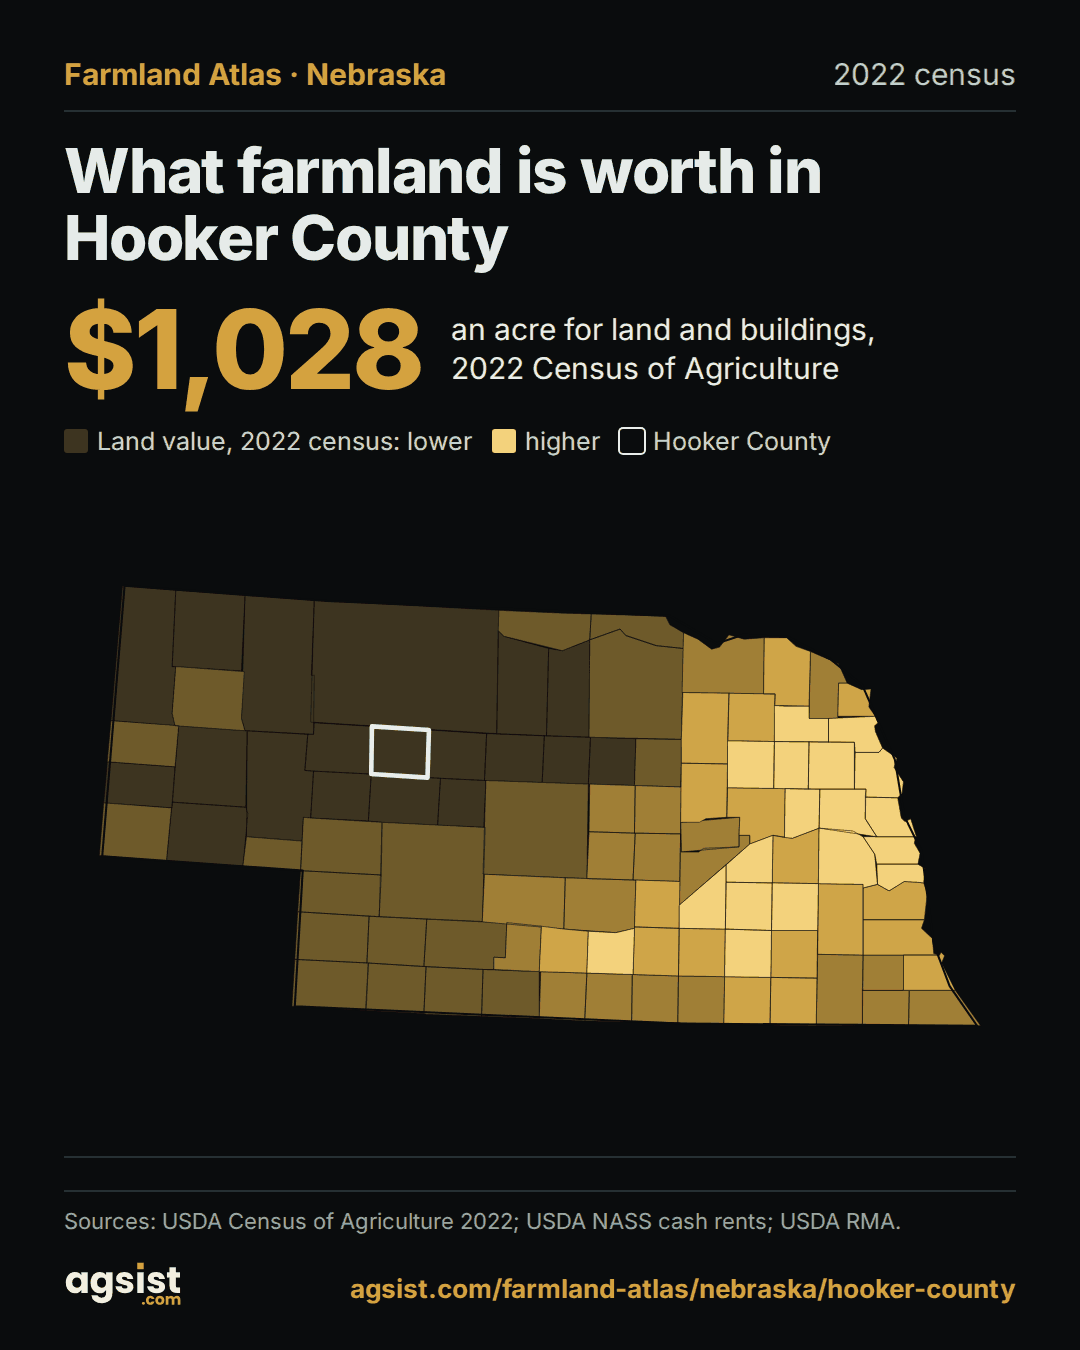 Farmland Atlas · Nebraska
2022 census
What farmland is worth in
Hooker County
$1,028
an acre for land and buildings,
2022 Census of Agriculture
Land value, 2022 census: lower
higher
Hooker County
Sources: USDA Census of Agriculture 2022; USDA NASS cash rents; USDA RMA.
agsist
.com
agsist.com/farmland-atlas/nebraska/hooker-county